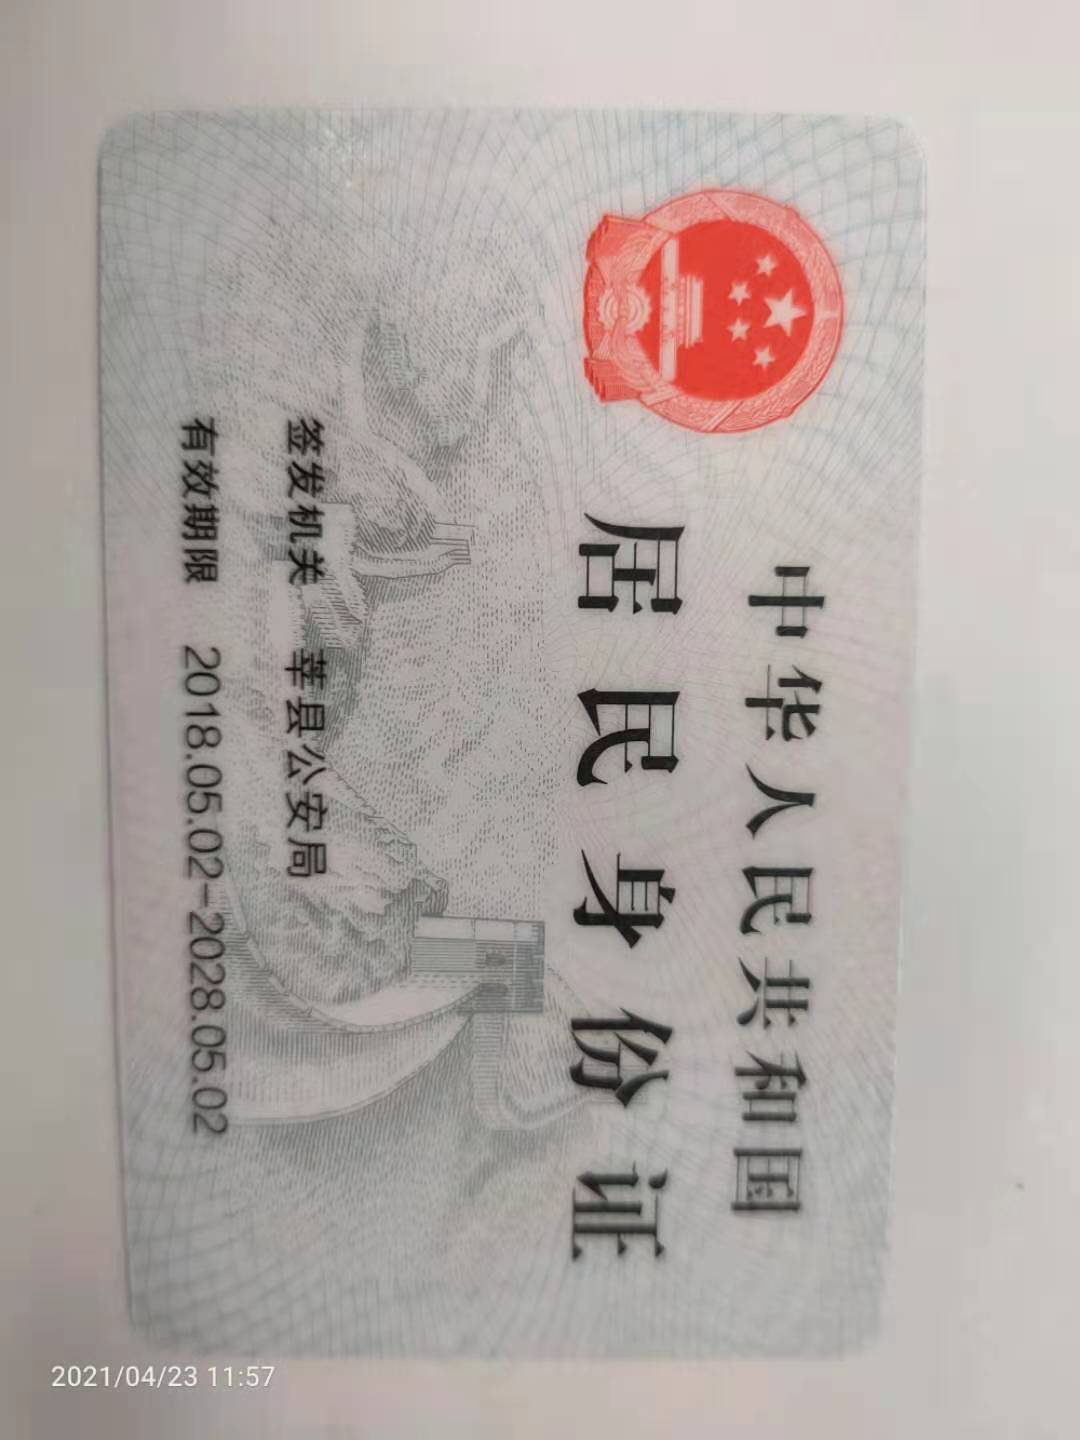 中华人民共和国
居民身份证
签发机关 莘县公安局
有效期限 2018.05.02-2028.05.02
2021/04/23 11:57